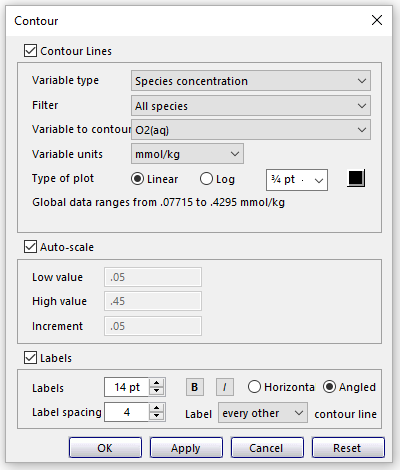 Contour
Contour Lines
Variable type Species concentration
Filter All species
Variable to contour O2(aq)
Variable units mmol/kg
Type of plot Linear Log ¾ pt
Global data ranges from .07715 to .4295 mmol/kg
Auto-scale
Low value .05
High value .45
Increment .05
Labels
Labels 14 pt B I Horizonta Angled
Label spacing 4 Label every other contour line
OK Apply Cancel Reset